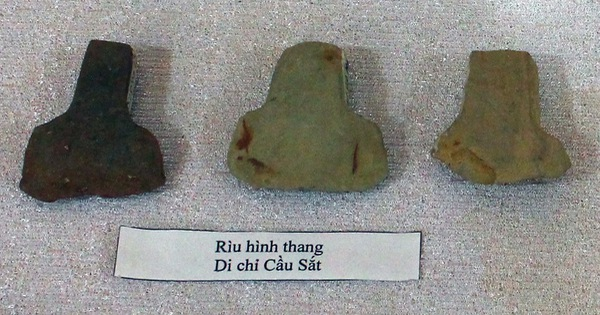 Rìu hình thang
Di chỉ Cầu Sắt